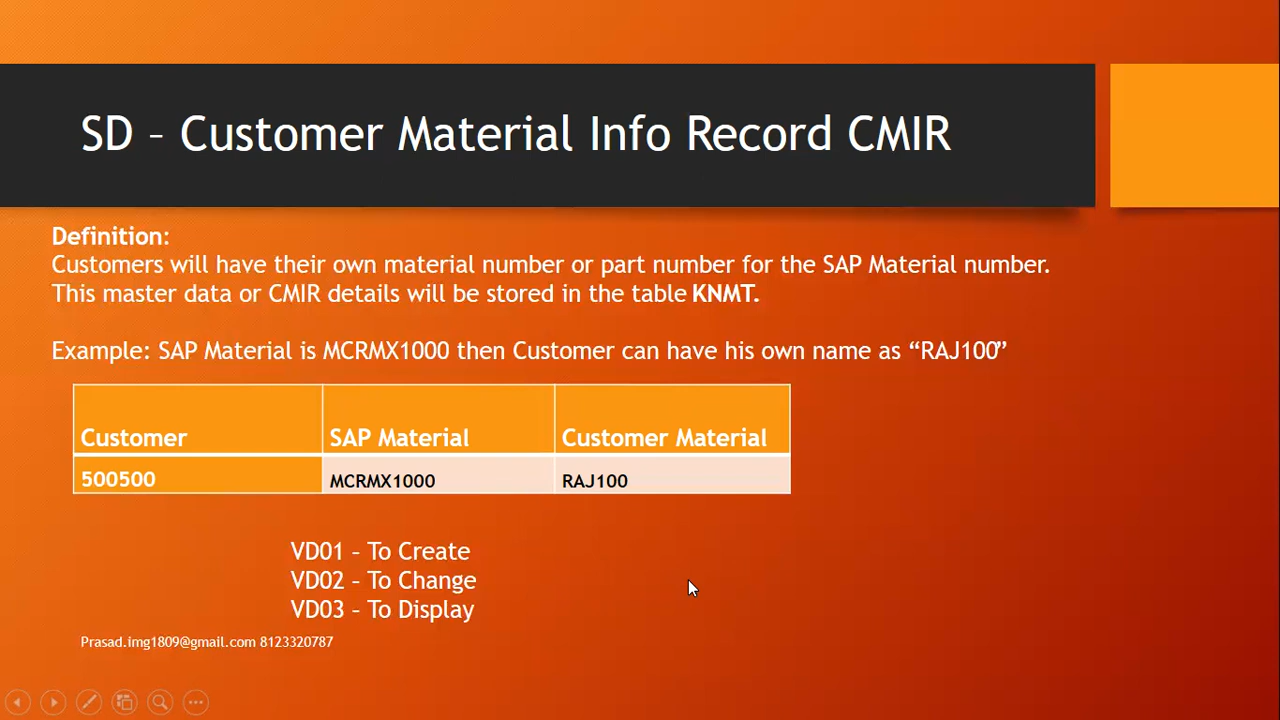 SD – Customer Material Info Record CMIR
Definition:
Customers will have their own material number or part number for the SAP Material number.
This master data or CMIR details will be stored in the table KNMT.
Example: SAP Material is MCRMX1000 then Customer can have his own name as “RAJ100”
Customer SAP Material Customer Material
500500 MCRMX1000 RAJ100
VD01 – To Create
VD02 – To Change
VD03 – To Display
Prasad.img1809@gmail.com 8123320787